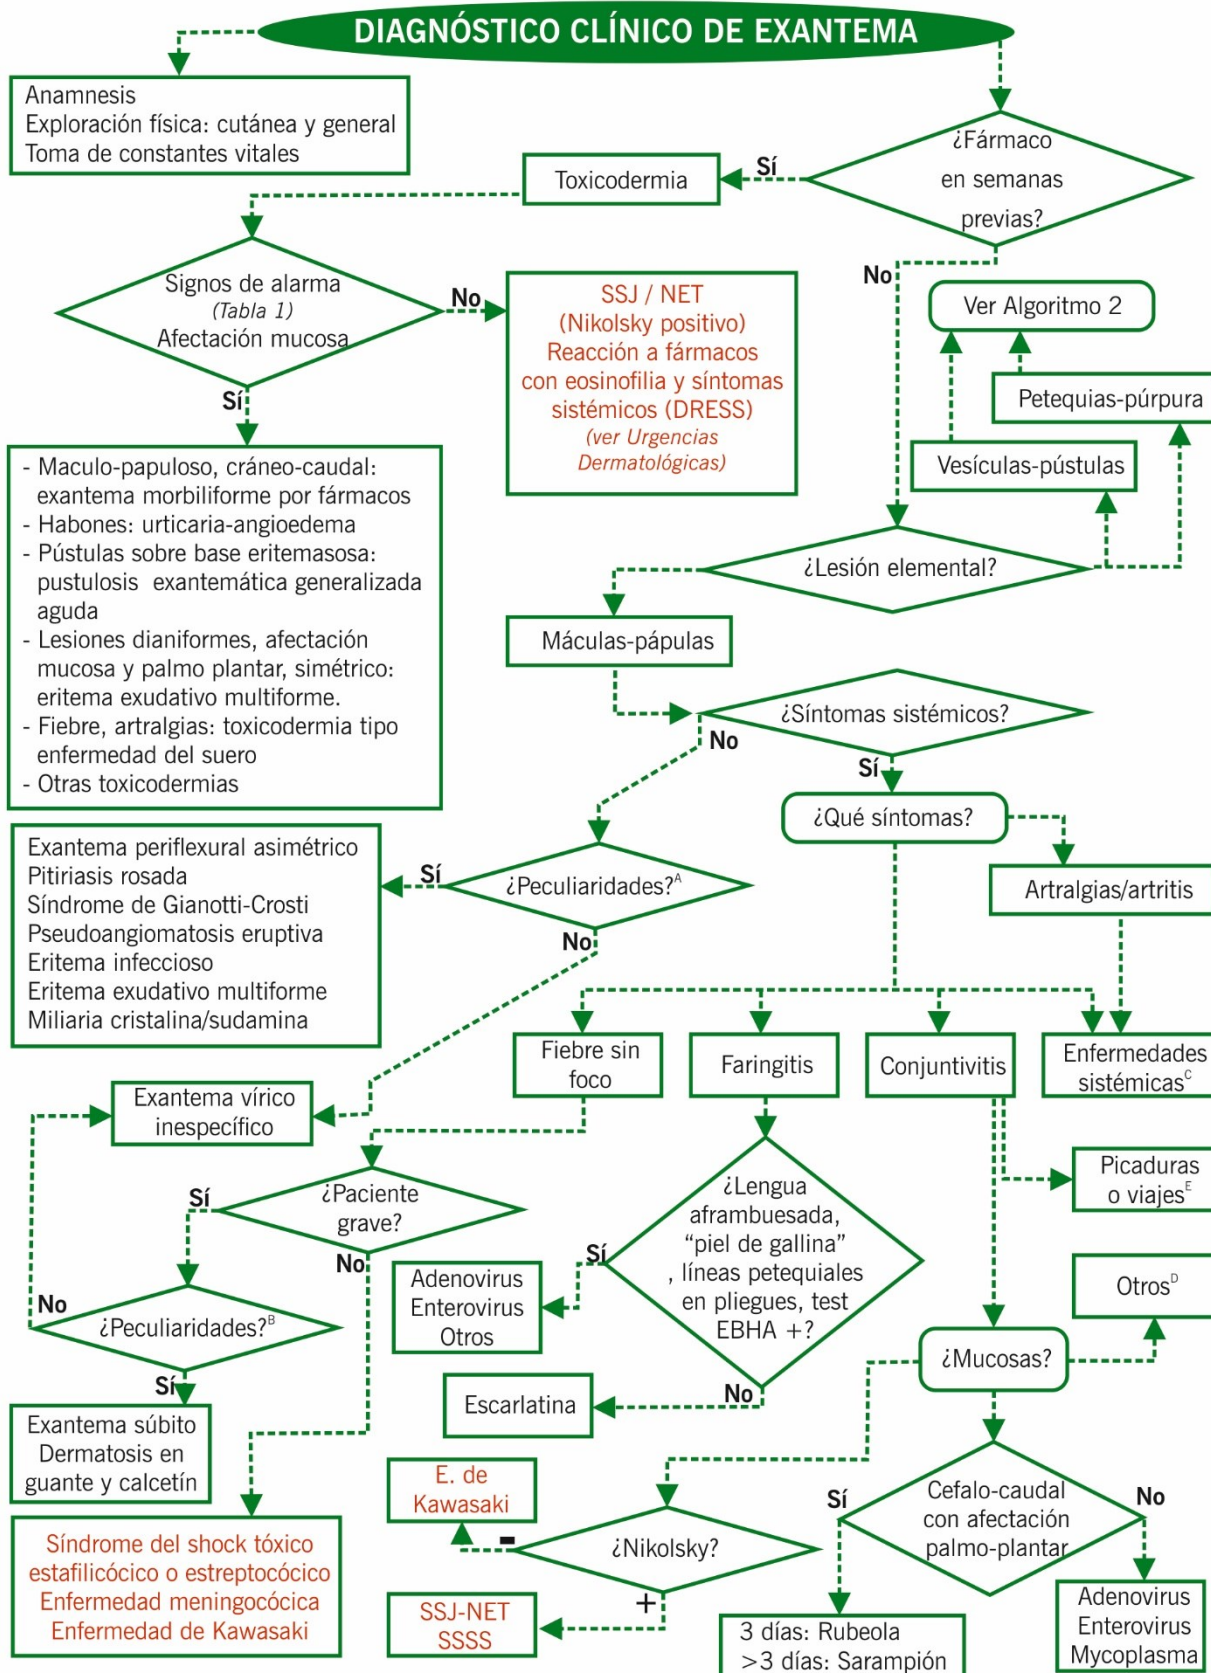 DIAGNÓSTICO CLÍNICO DE EXANTEMA
Anamnesis
Exploración física: cutánea y general
Toma de constantes vitales
¿Fármaco
en semanas
previas?
Sí
Toxicodermia
No
Signos de alarma
(Tabla 1)
Afectación mucosa
No
SSJ / NET
(Nikolsky positivo)
Reacción a fármacos
con eosinofilia y síntomas
sistémicos (DRESS)
(ver Urgencias
Dermatológicas)
Sí
- Maculo-papuloso, cráneo-caudal:
exantema morbiliforme por fármacos
- Habones: urticaria-angioedema
- Pústulas sobre base eritemasosa:
pustulosis exantemática generalizada
aguda
- Lesiones dianiformes, afectación
mucosa y palmo plantar, simétrico:
eritema exudativo multiforme.
- Fiebre, artralgias: toxicodermia tipo
enfermedad del suero
- Otras toxicodermias
Ver Algoritmo 2
Petequias-púrpura
Vesículas-pústulas
¿Lesión elemental?
Máculas-pápulas
¿Síntomas sistémicos?
No
Sí
¿Qué síntomas?
Artralgias/artritis
¿Peculiaridades?A
Sí
Exantema periflexural asimétrico
Pitiriasis rosada
Síndrome de Gianotti-Crosti
Pseudoangiomatosis eruptiva
Eritema infeccioso
Eritema exudativo multiforme
Miliaria cristalina/sudamina
No
Fiebre sin
foco
Faringitis
Conjuntivitis
Enfermedades
sistémicasC
Exantema vírico
inespecífico
¿Paciente
grave?
Sí
No
¿Peculiaridades?B
No
Sí
Exantema súbito
Dermatosis en
guante y calcetín
Síndrome del shock tóxico
estafilicócico o estreptocócico
Enfermedad meningocócica
Enfermedad de Kawasaki
¿Lengua
aframbuesada,
“piel de gallina”
, líneas petequiales
en pliegues, test
EBHA +?
Sí
Adenovirus
Enterovirus
Otros
No
Escarlatina
Picaduras
o viajesE
OtrosD
¿Mucosas?
E. de
Kawasaki
-
¿Nikolsky?
+
SSJ-NET
SSSS
Cefalo-caudal
con afectación
palmo-plantar
Sí
No
3 días: Rubeola
>3 días: Sarampión
Adenovirus
Enterovirus
Mycoplasma